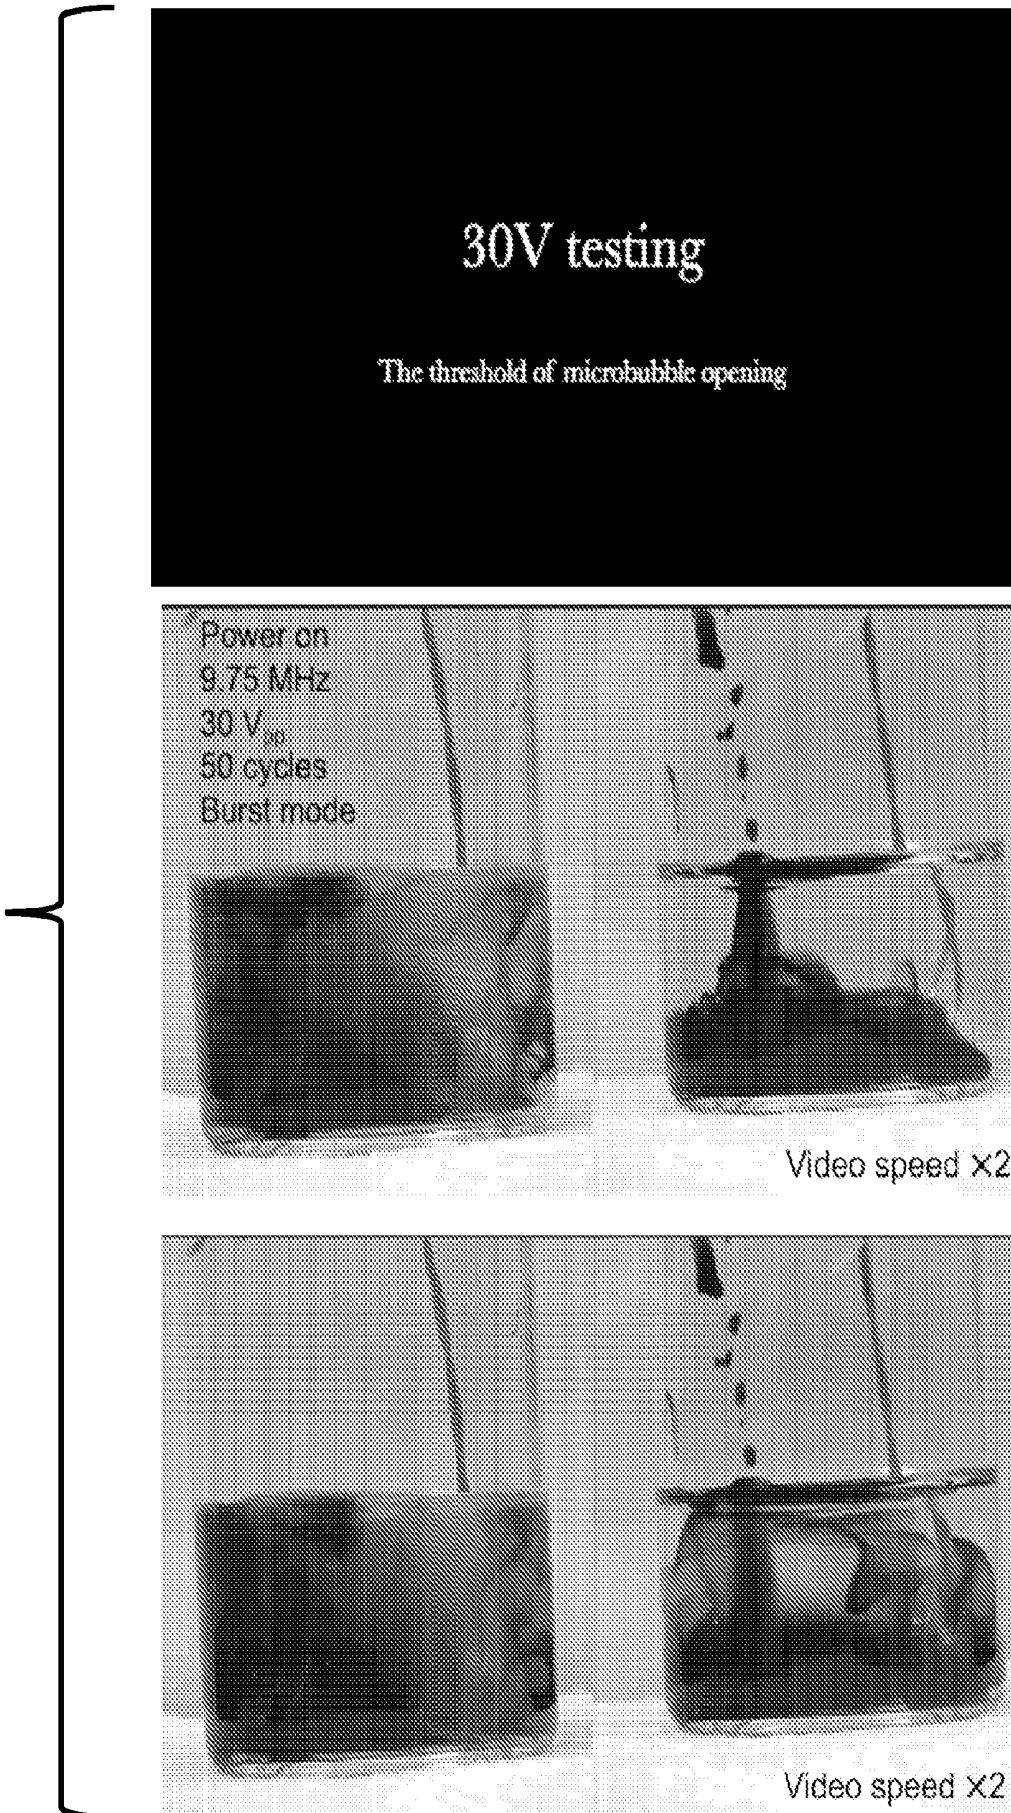 30V testing
The threshold of microbubble opening
Power on
9.75 MHz
30 Vpp
50 cycles
Burst mode
Video speed ×2
Video speed ×2